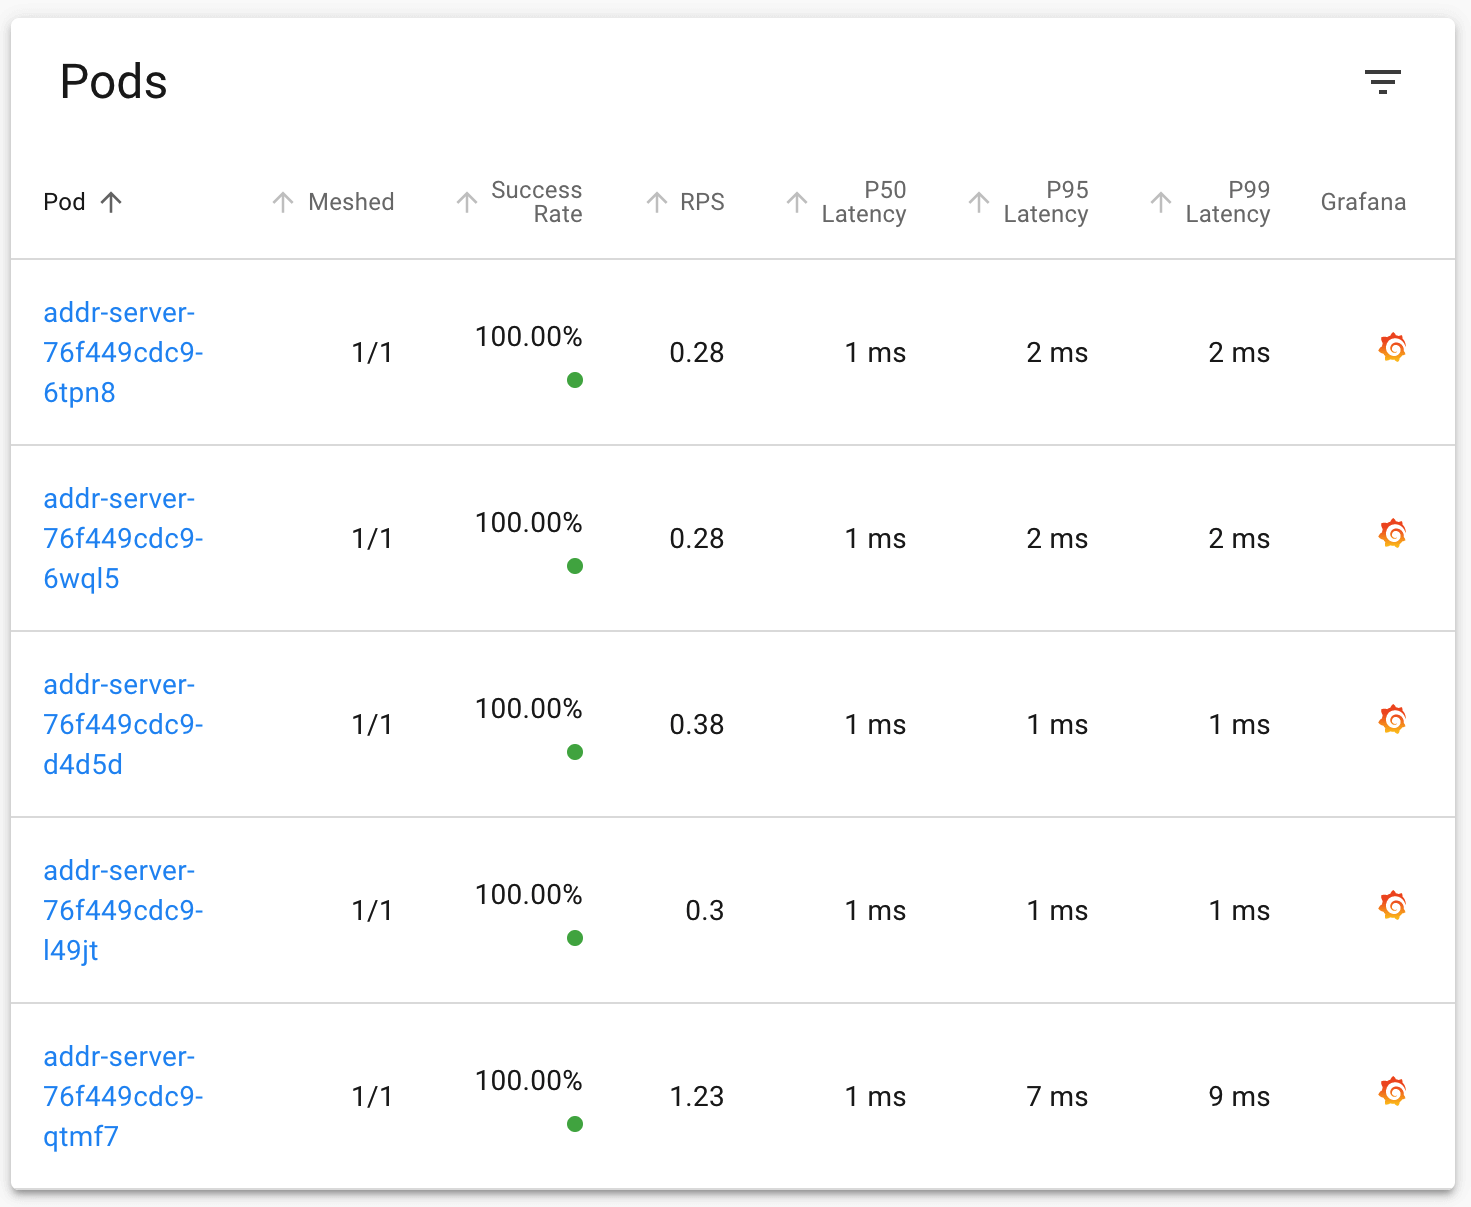 Pods
Pod Meshed Success Rate RPS P50 Latency P95 Latency P99 Latency Grafana
addr-server-
76f449cdc9-
6tpn8
1/1 100.00% 0.28 1 ms 2 ms 2 ms
addr-server-
76f449cdc9-
6wql5
1/1 100.00% 0.28 1 ms 2 ms 2 ms
addr-server-
76f449cdc9-
d4d5d
1/1 100.00% 0.38 1 ms 1 ms 1 ms
addr-server-
76f449cdc9-
l49jt
1/1 100.00% 0.3 1 ms 1 ms 1 ms
addr-server-
76f449cdc9-
qtmf7
1/1 100.00% 1.23 1 ms 7 ms 9 ms